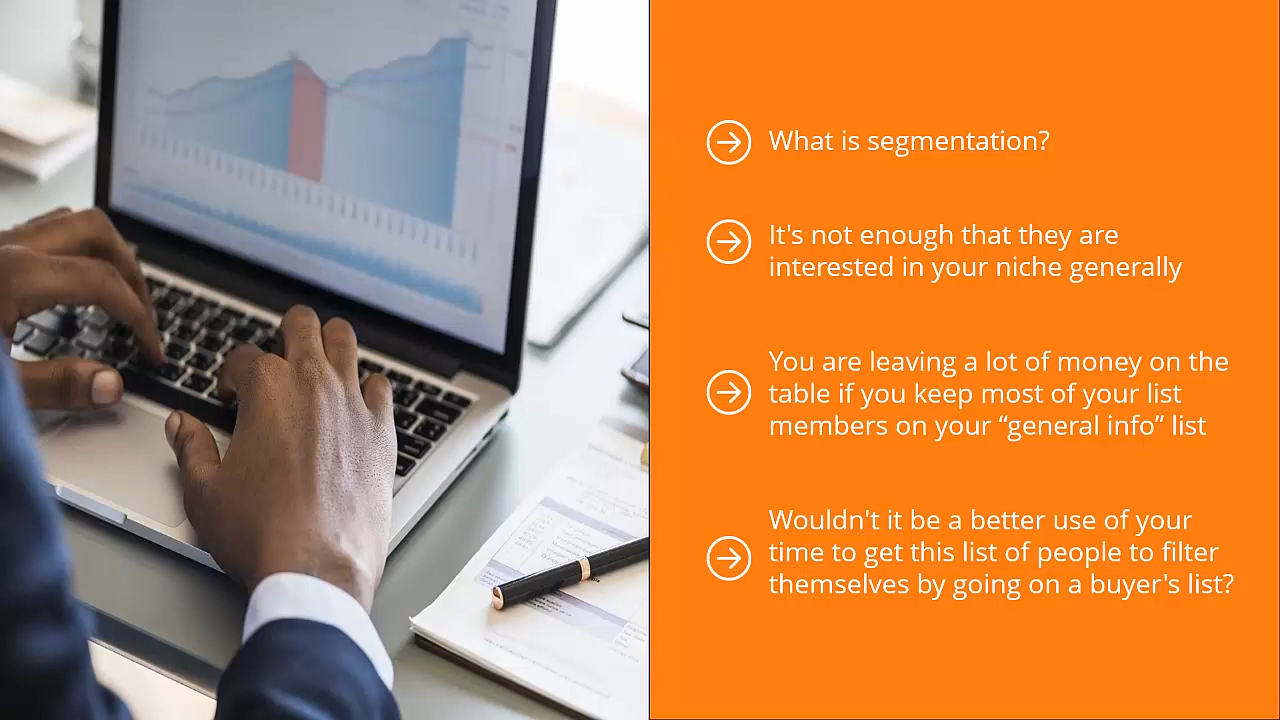 What is segmentation?
It's not enough that they are
interested in your niche generally
You are leaving a lot of money on the
table if you keep most of your list
members on your “general info” list
Wouldn't it be a better use of your
time to get this list of people to filter
themselves by going on a buyer's list?